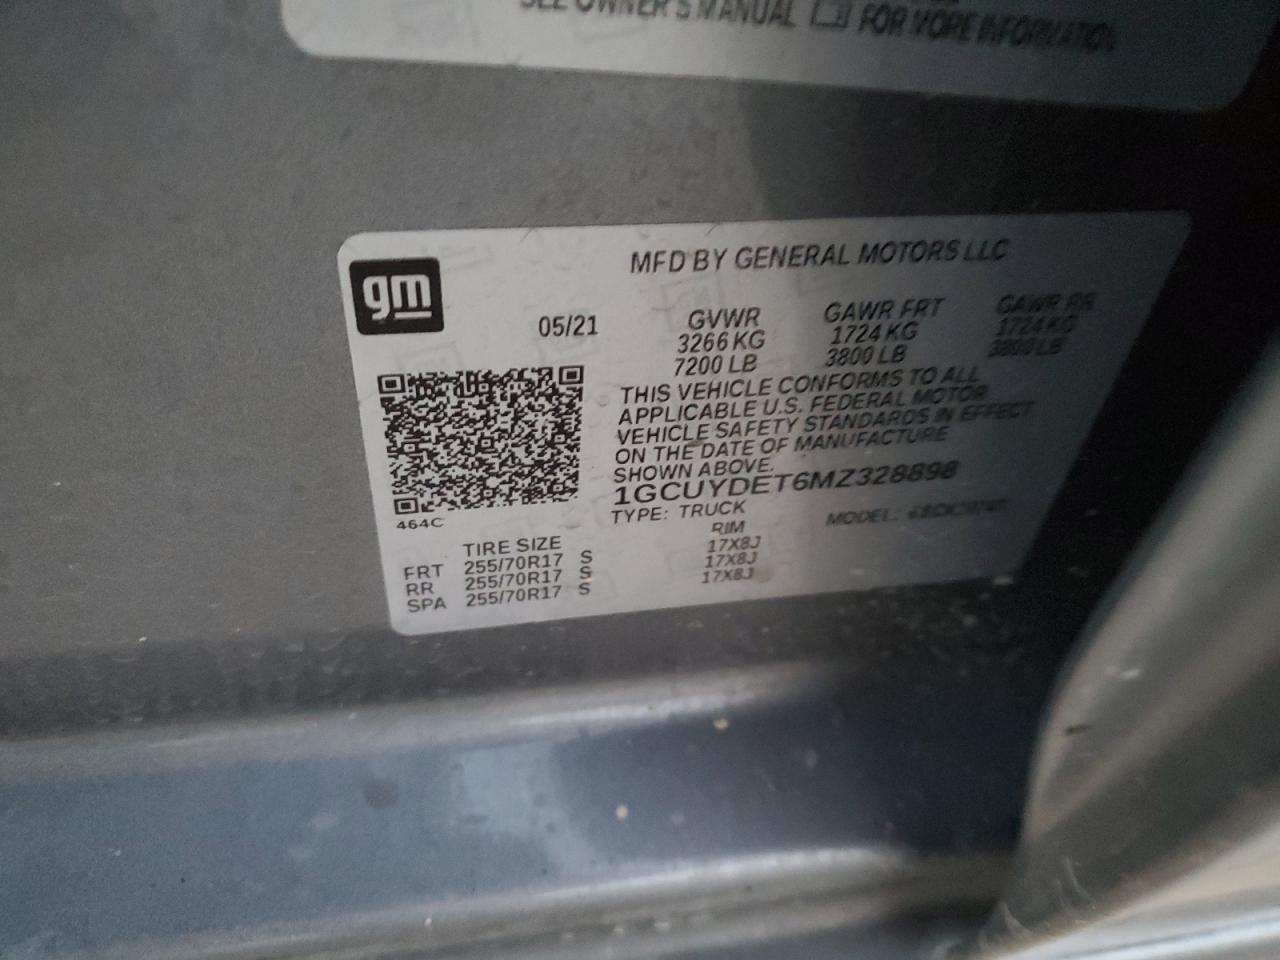 SEE OWNER'S MANUAL FOR MORE INFORMATION
gm
MFD BY GENERAL MOTORS LLC
05/21 GVWR GAWR FRT GAWR RR
3266 KG 1724 KG 1724 KG
7200 LB 3800 LB 3800 LB
THIS VEHICLE CONFORMS TO ALL
APPLICABLE U.S. FEDERAL MOTOR
VEHICLE SAFETY STANDARDS IN EFFECT
ON THE DATE OF MANUFACTURE
SHOWN ABOVE.
1GCUYDET6MZ328898
TYPE: TRUCK MODEL:
464C
TIRE SIZE RIM
FRT 255/70R17 S 17X8J
RR 255/70R17 S 17X8J
SPA 255/70R17 S 17X8J